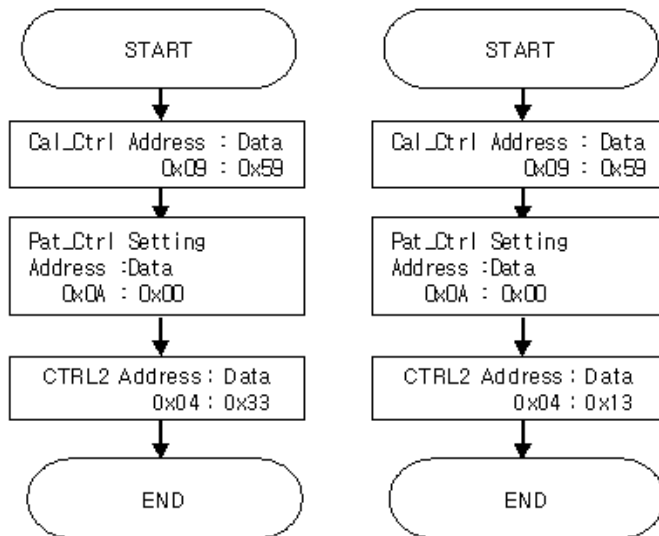 START
Cal_Ctrl Address : Data
0x09 : 0x59
Pat_Ctrl Setting
Address :Data
0x0A : 0x00
CTRL2 Address : Data
0x04 : 0x33
END
START
Cal_Ctrl Address : Data
0x09 : 0x59
Pat_Ctrl Setting
Address :Data
0x0A : 0x00
CTRL2 Address : Data
0x04 : 0x13
END